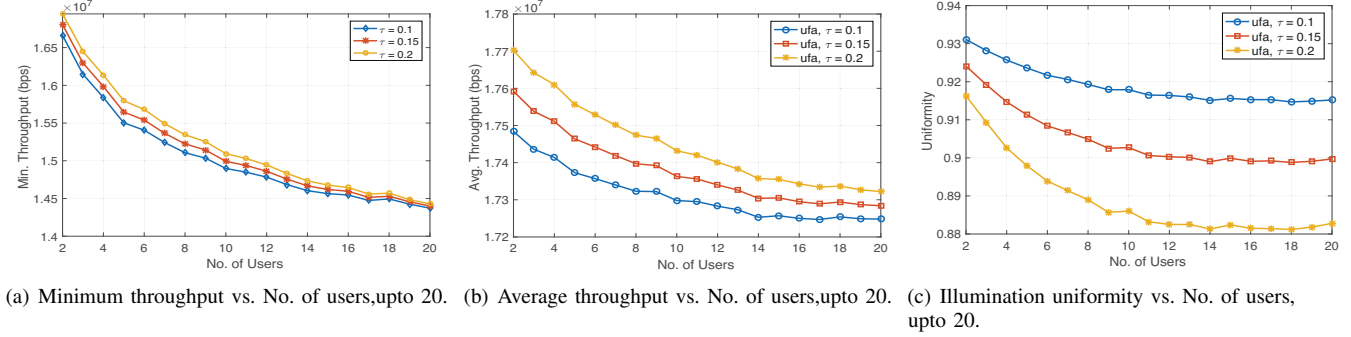 ×10⁷
Min. Throughput (bps)
1.65
1.6
1.55
1.5
1.45
1.4
2 4 6 8 10 12 14 16 18 20
No. of Users
τ = 0.1
τ = 0.15
τ = 0.2
(a) Minimum throughput vs. No. of users,upto 20.
1.78 ×10⁷
Avg. Throughput (bps)
1.77
1.76
1.75
1.74
1.73
1.72
2 4 6 8 10 12 14 16 18 20
No. of Users
ufa, τ = 0.1
ufa, τ = 0.15
ufa, τ = 0.2
(b) Average throughput vs. No. of users,upto 20.
0.94
Uniformity
0.93
0.92
0.91
0.9
0.89
0.88
2 4 6 8 10 12 14 16 18 20
No. of Users
ufa, τ = 0.1
ufa, τ = 0.15
ufa, τ = 0.2
(c) Illumination uniformity vs. No. of users,
upto 20.